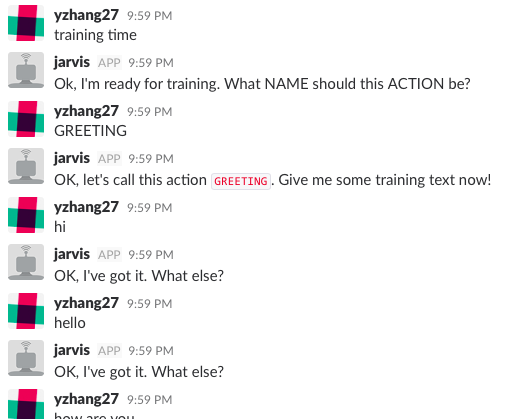 yzhang27 9:59 PM
training time
jarvis APP 9:59 PM
Ok, I'm ready for training. What NAME should this ACTION be?
yzhang27 9:59 PM
GREETING
jarvis APP 9:59 PM
OK, let's call this action GREETING. Give me some training text now!
yzhang27 9:59 PM
hi
jarvis APP 9:59 PM
OK, I've got it. What else?
yzhang27 9:59 PM
hello
jarvis APP 9:59 PM
OK, I've got it. What else?
yzhang27 9:59 PM
how are you